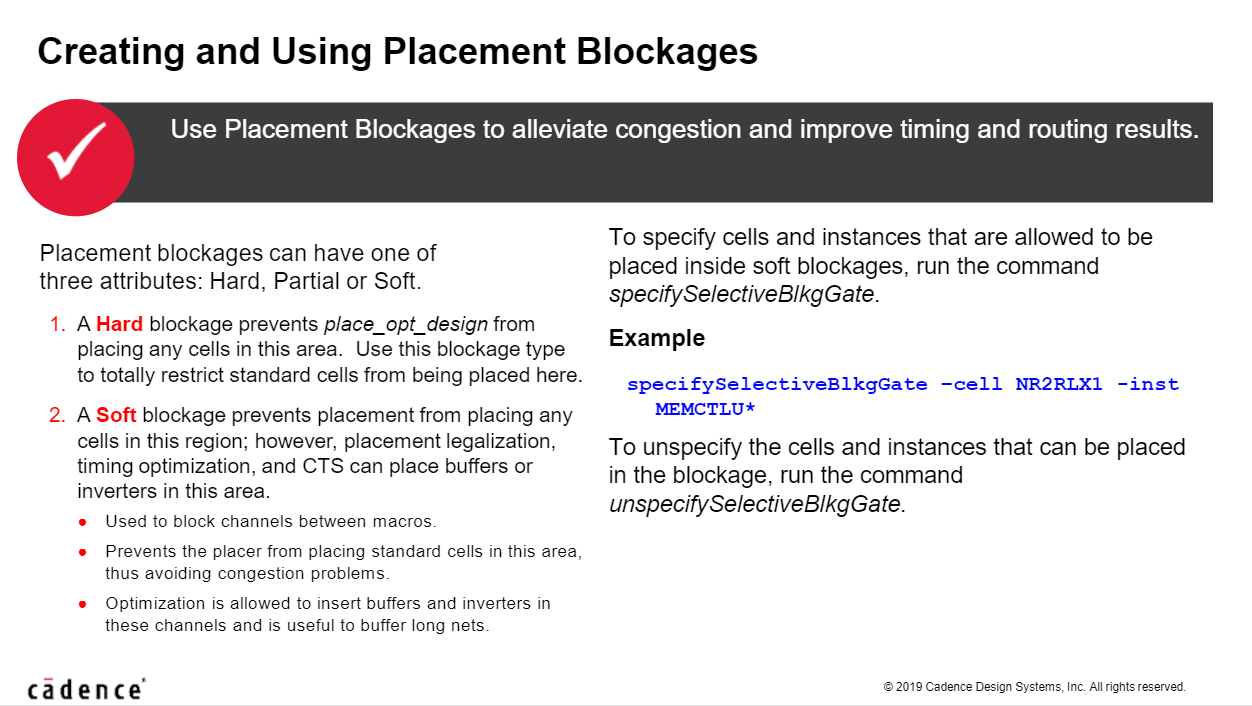 Creating and Using Placement Blockages
Use Placement Blockages to alleviate congestion and improve timing and routing results.
Placement blockages can have one of
three attributes: Hard, Partial or Soft.
1. A Hard blockage prevents place_opt_design from
placing any cells in this area.  Use this blockage type
to totally restrict standard cells from being placed here.
2. A Soft blockage prevents placement from placing any
cells in this region; however, placement legalization,
timing optimization, and CTS can place buffers or
inverters in this area.
● Used to block channels between macros.
● Prevents the placer from placing standard cells in this area,
thus avoiding congestion problems.
● Optimization is allowed to insert buffers and inverters in
these channels and is useful to buffer long nets.
To specify cells and instances that are allowed to be
placed inside soft blockages, run the command
specifySelectiveBlkgGate.
Example
specifySelectiveBlkgGate –cell NR2RLX1 -inst
MEMCTLU*
To unspecify the cells and instances that can be placed
in the blockage, run the command
unspecifySelectiveBlkgGate.
cādence
© 2019 Cadence Design Systems, Inc. All rights reserved.